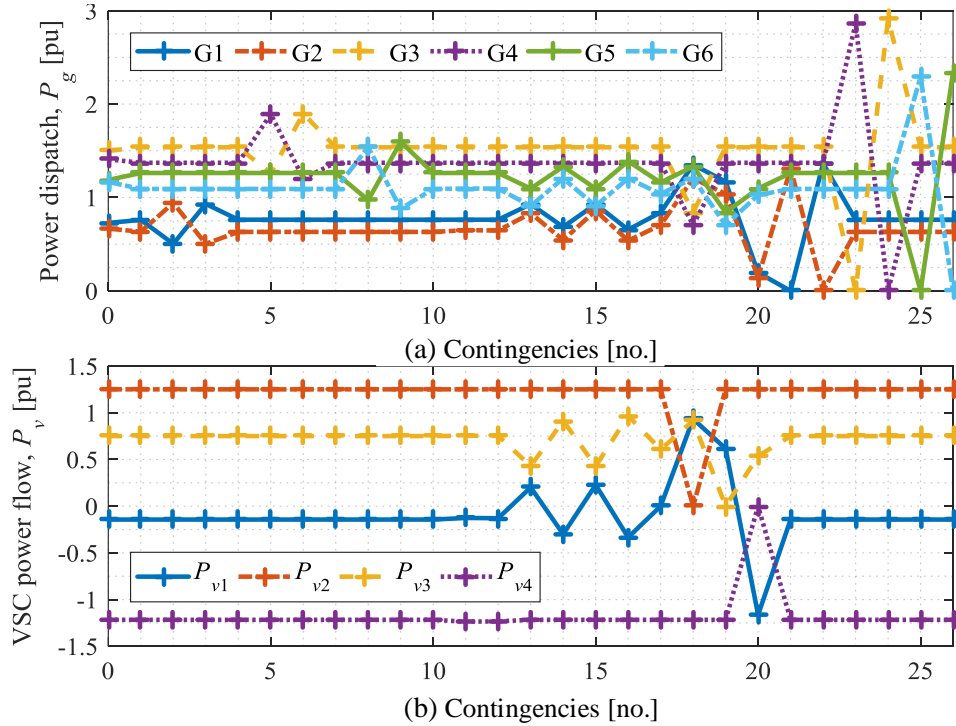 Power dispatch, P_g [pu]
3
2
1
0
G1 G2 G3 G4 G5 G6
0 5 10 15 20 25
(a) Contingencies [no.]
VSC power flow, P_v [pu]
1.5
1
0.5
0
-0.5
-1
-1.5
P_v1 P_v2 P_v3 P_v4
0 5 10 15 20 25
(b) Contingencies [no.]